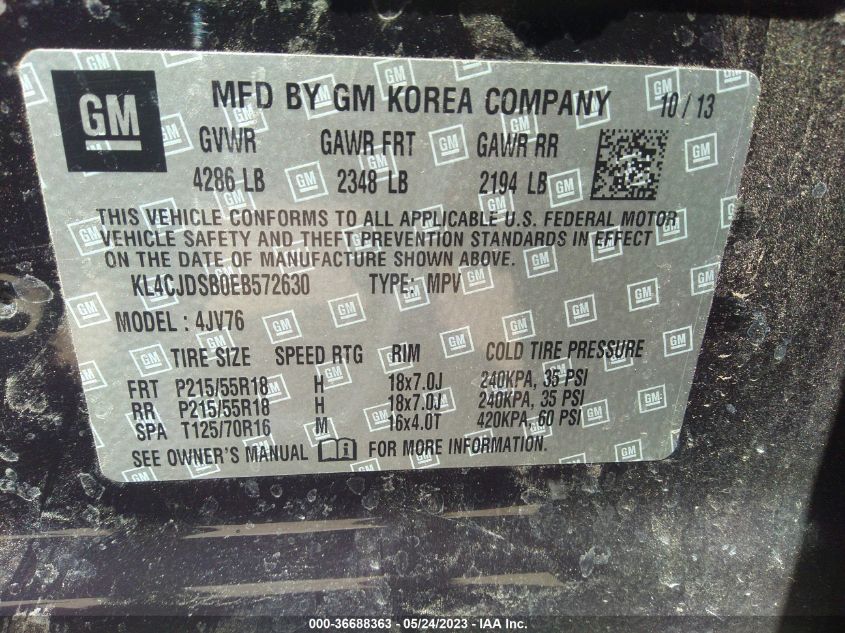 GM MFD BY GM KOREA COMPANY 10 / 13
GVWR GAWR FRT GAWR RR
4286 LB 2348 LB 2194 LB
THIS VEHICLE CONFORMS TO ALL APPLICABLE U.S. FEDERAL MOTOR
VEHICLE SAFETY AND THEFT PREVENTION STANDARDS IN EFFECT
ON THE DATE OF MANUFACTURE SHOWN ABOVE.
KL4CJDSB0EB572630 TYPE: MPV
MODEL : 4JV76
TIRE SIZE SPEED RTG RIM COLD TIRE PRESSURE
FRT P215/55R18 H 18x7.0J 240KPA, 35 PSI
RR P215/55R18 H 18x7.0J 240KPA, 35 PSI
SPA T125/70R16 M 16x4.0T 420KPA, 60 PSI
SEE OWNER'S MANUAL FOR MORE INFORMATION.
000-36688363 - 05/24/2023 - IAA Inc.